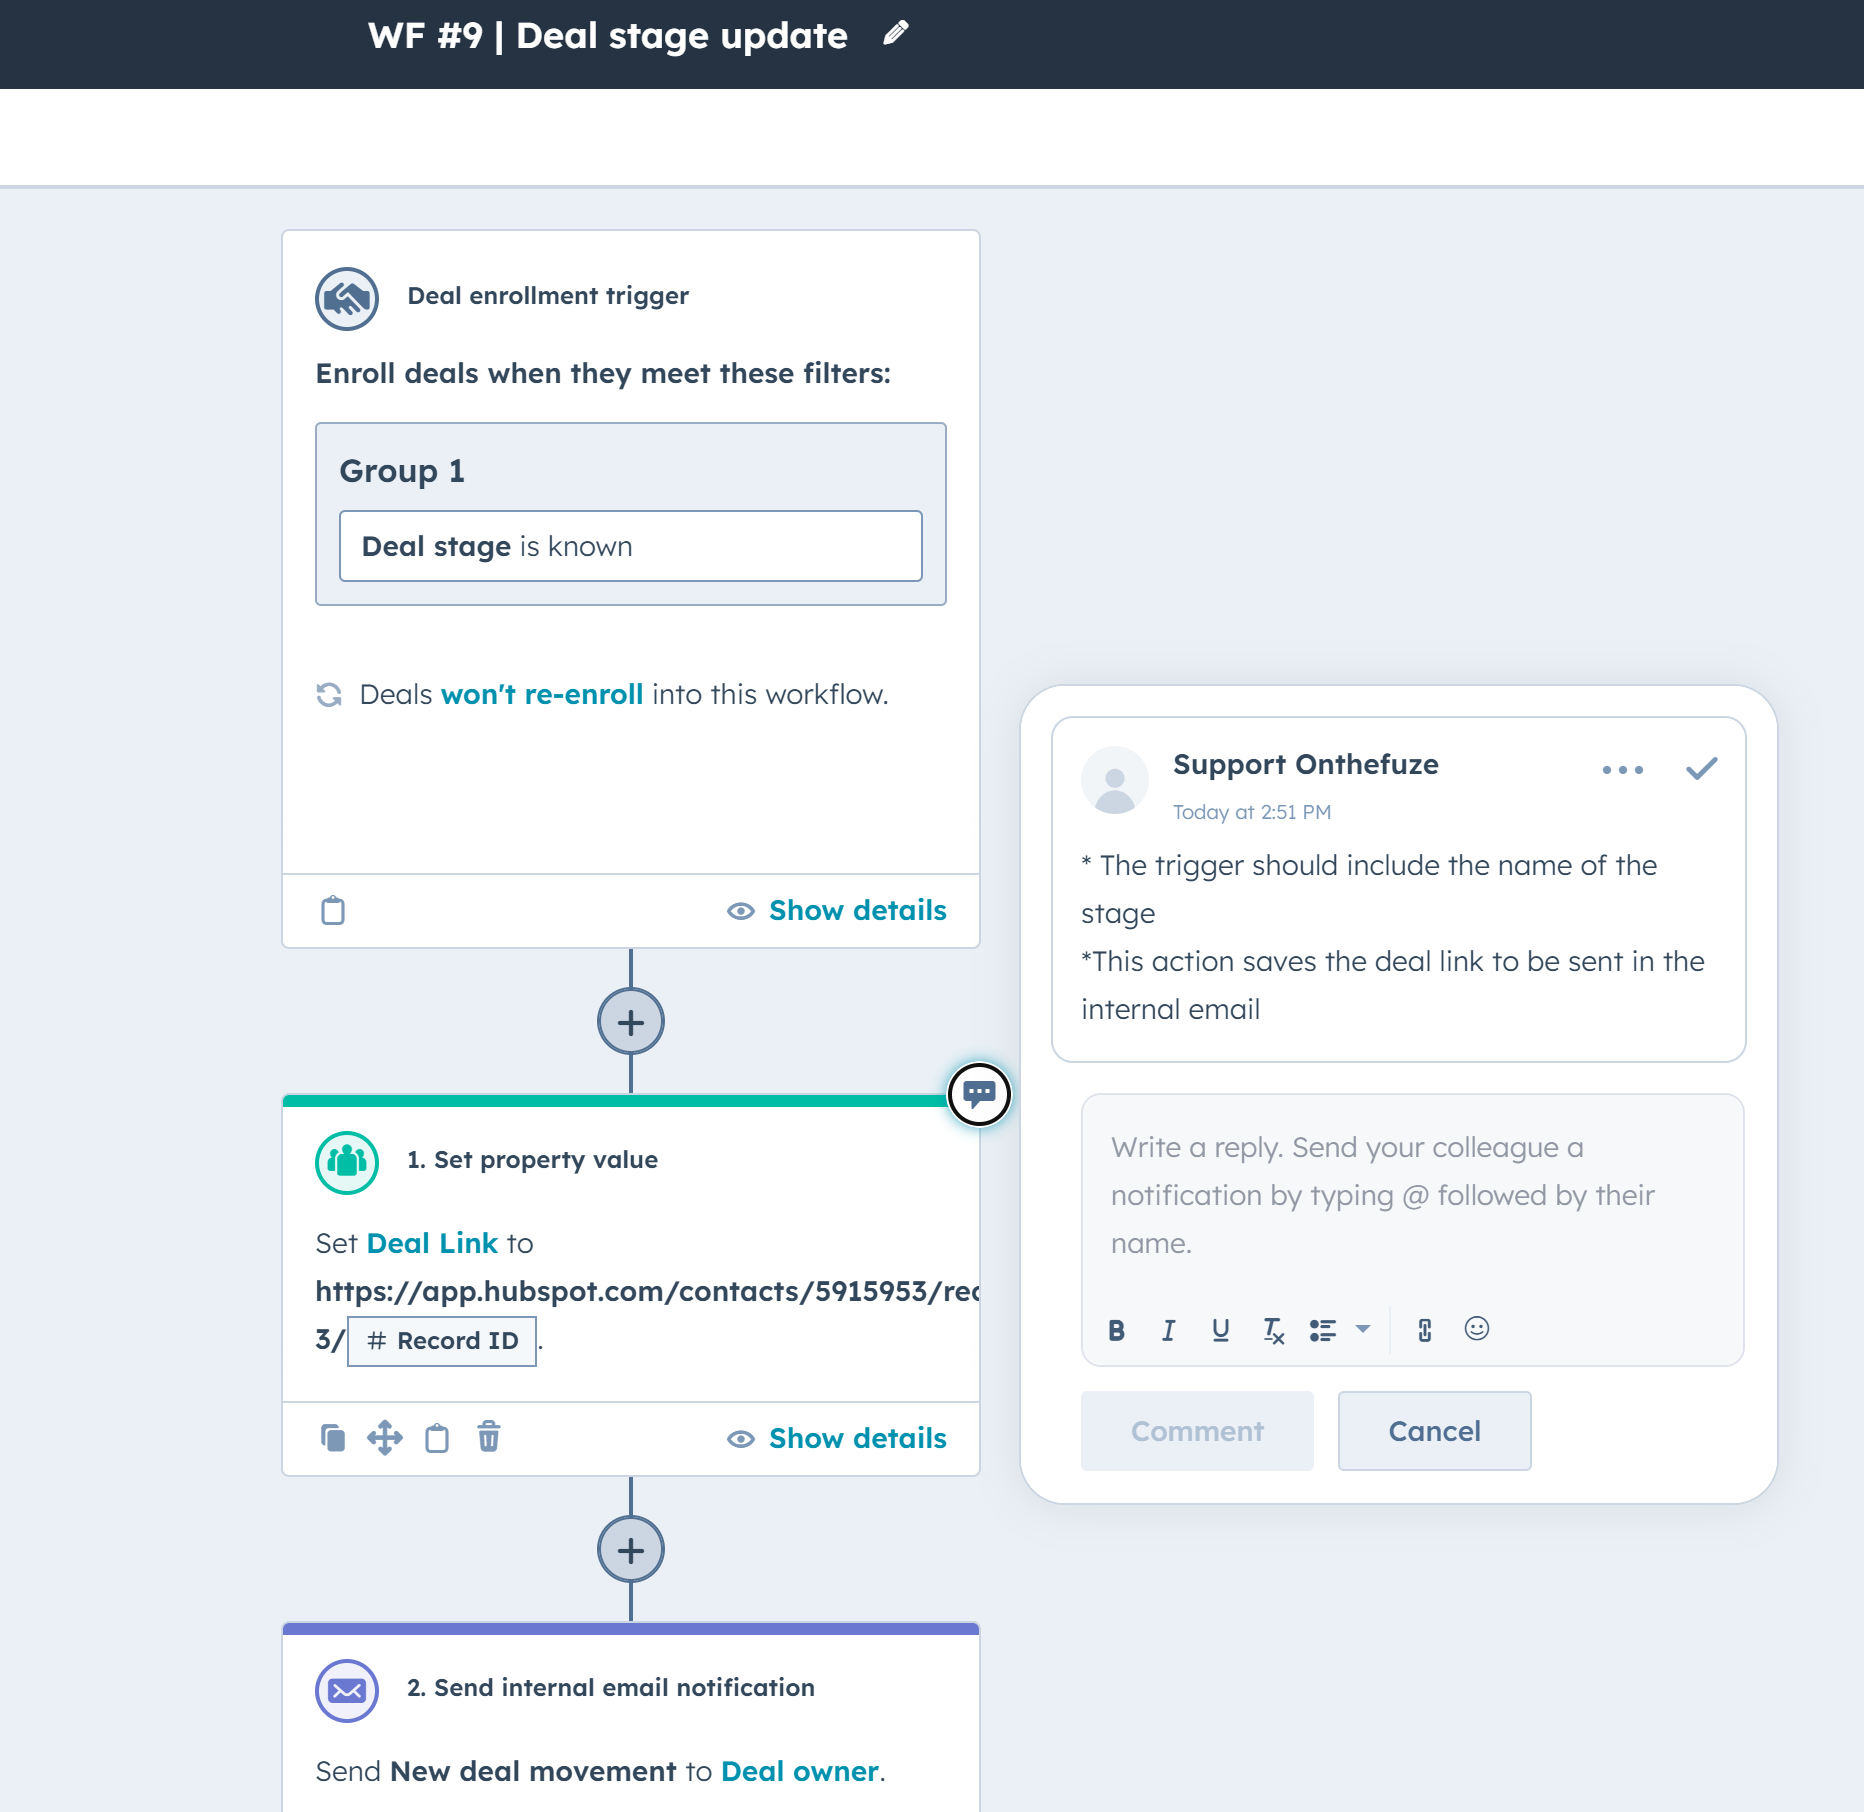 WF #9 | Deal stage update
Deal enrollment trigger
Enroll deals when they meet these filters:
Group 1
Deal stage is known
Deals won't re-enroll into this workflow.
Show details
1. Set property value
Set Deal Link to
https://app.hubspot.com/contacts/5915953/rec
3/ # Record ID .
Show details
2. Send internal email notification
Send New deal movement to Deal owner.
Support Onthefuze
Today at 2:51 PM
* The trigger should include the name of the
stage
*This action saves the deal link to be sent in the
internal email
Write a reply. Send your colleague a
notification by typing @ followed by their
name.
B I U Tx
Comment Cancel